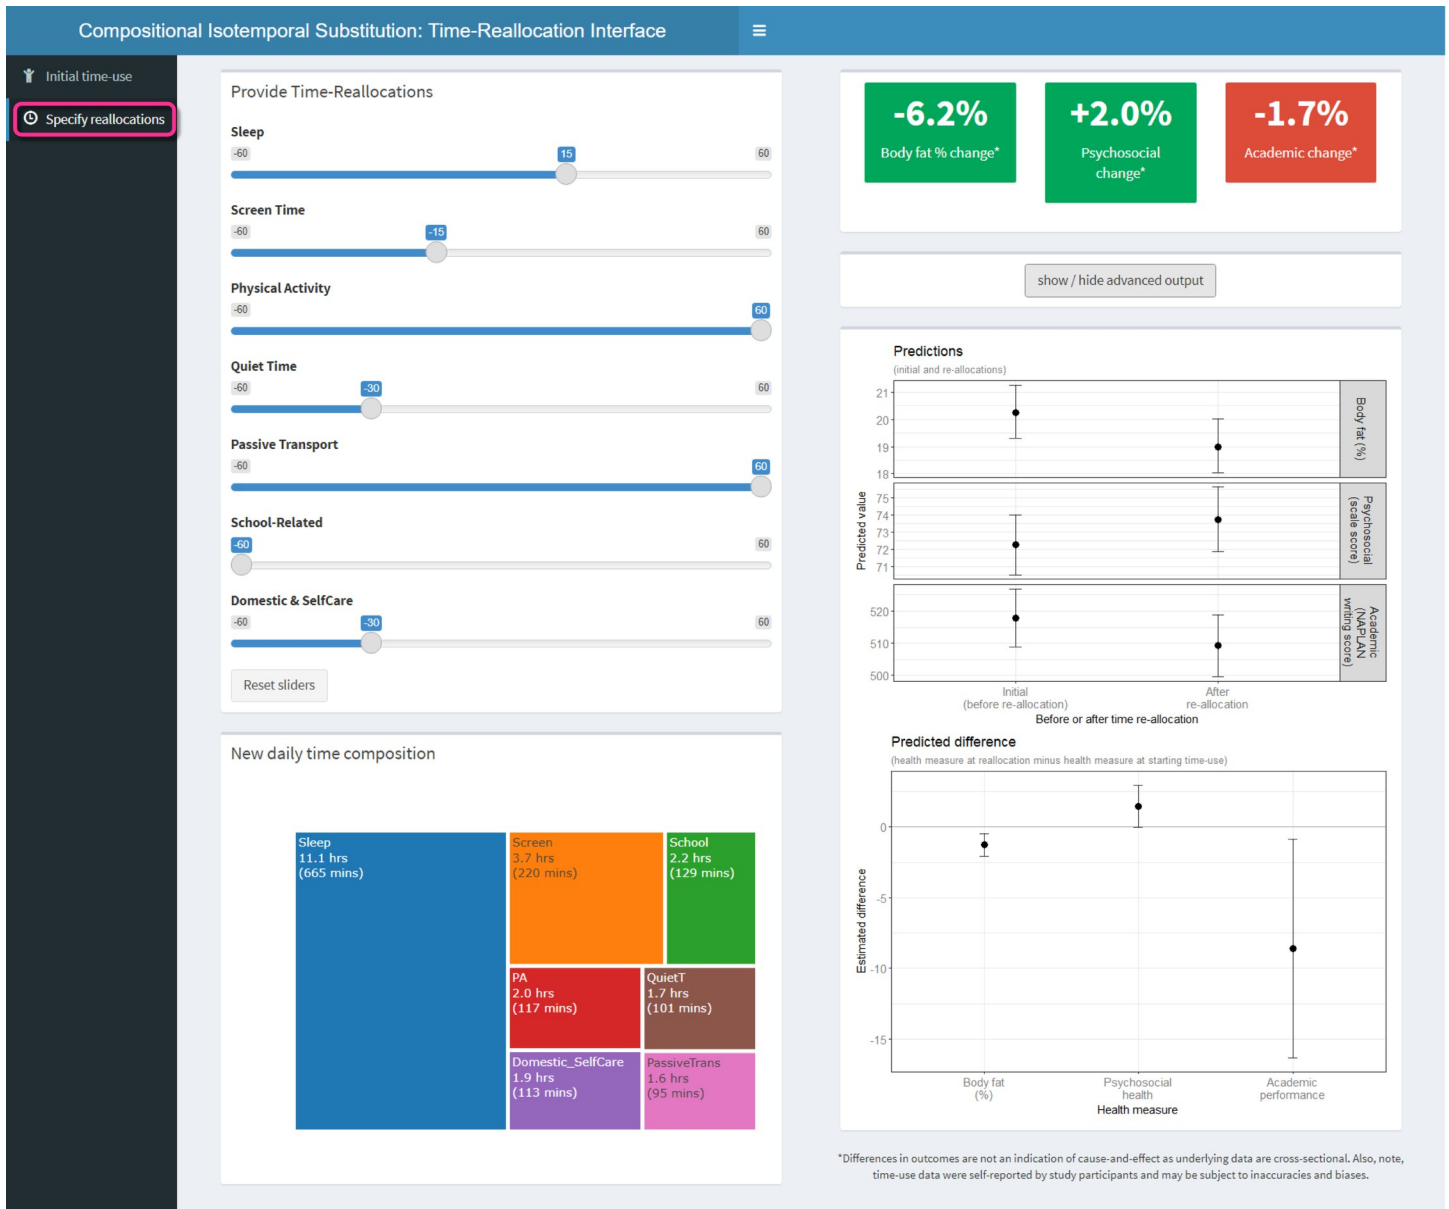 Compositional Isotemporal Substitution: Time-Reallocation Interface
Initial time-use
Specify reallocations
Provide Time-Reallocations
Sleep
-60 15 60
Screen Time
-60 -15 60
Physical Activity
-60 60
Quiet Time
-60 -30 60
Passive Transport
-60 60
School-Related
-60 60
Domestic & SelfCare
-60 -30 60
Reset sliders
New daily time composition
Sleep
11.1 hrs
(665 mins)
Screen
3.7 hrs
(220 mins)
School
2.2 hrs
(129 mins)
PA
2.0 hrs
(117 mins)
QuietT
1.7 hrs
(101 mins)
Domestic_SelfCare
1.9 hrs
(113 mins)
PassiveTrans
1.6 hrs
(95 mins)
-6.2%
Body fat % change*
+2.0%
Psychosocial
change*
-1.7%
Academic change*
show / hide advanced output
Predictions
(initial and re-allocations)
Predicted value
21
20
19
18
Body fat (%)
75
74
73
72
71
Psychosocial
(scale score)
520
510
500
Academic
(NAPLAN
writing score)
Initial
(before re-allocation)
After
re-allocation
Before or after time re-allocation
Predicted difference
(health measure at reallocation minus health measure at starting time-use)
Estimated difference
0
-5
-10
-15
Body fat
(%)
Psychosocial
health
Academic
performance
Health measure
*Differences in outcomes are not an indication of cause-and-effect as underlying data are cross-sectional. Also, note,
time-use data were self-reported by study participants and may be subject to inaccuracies and biases.